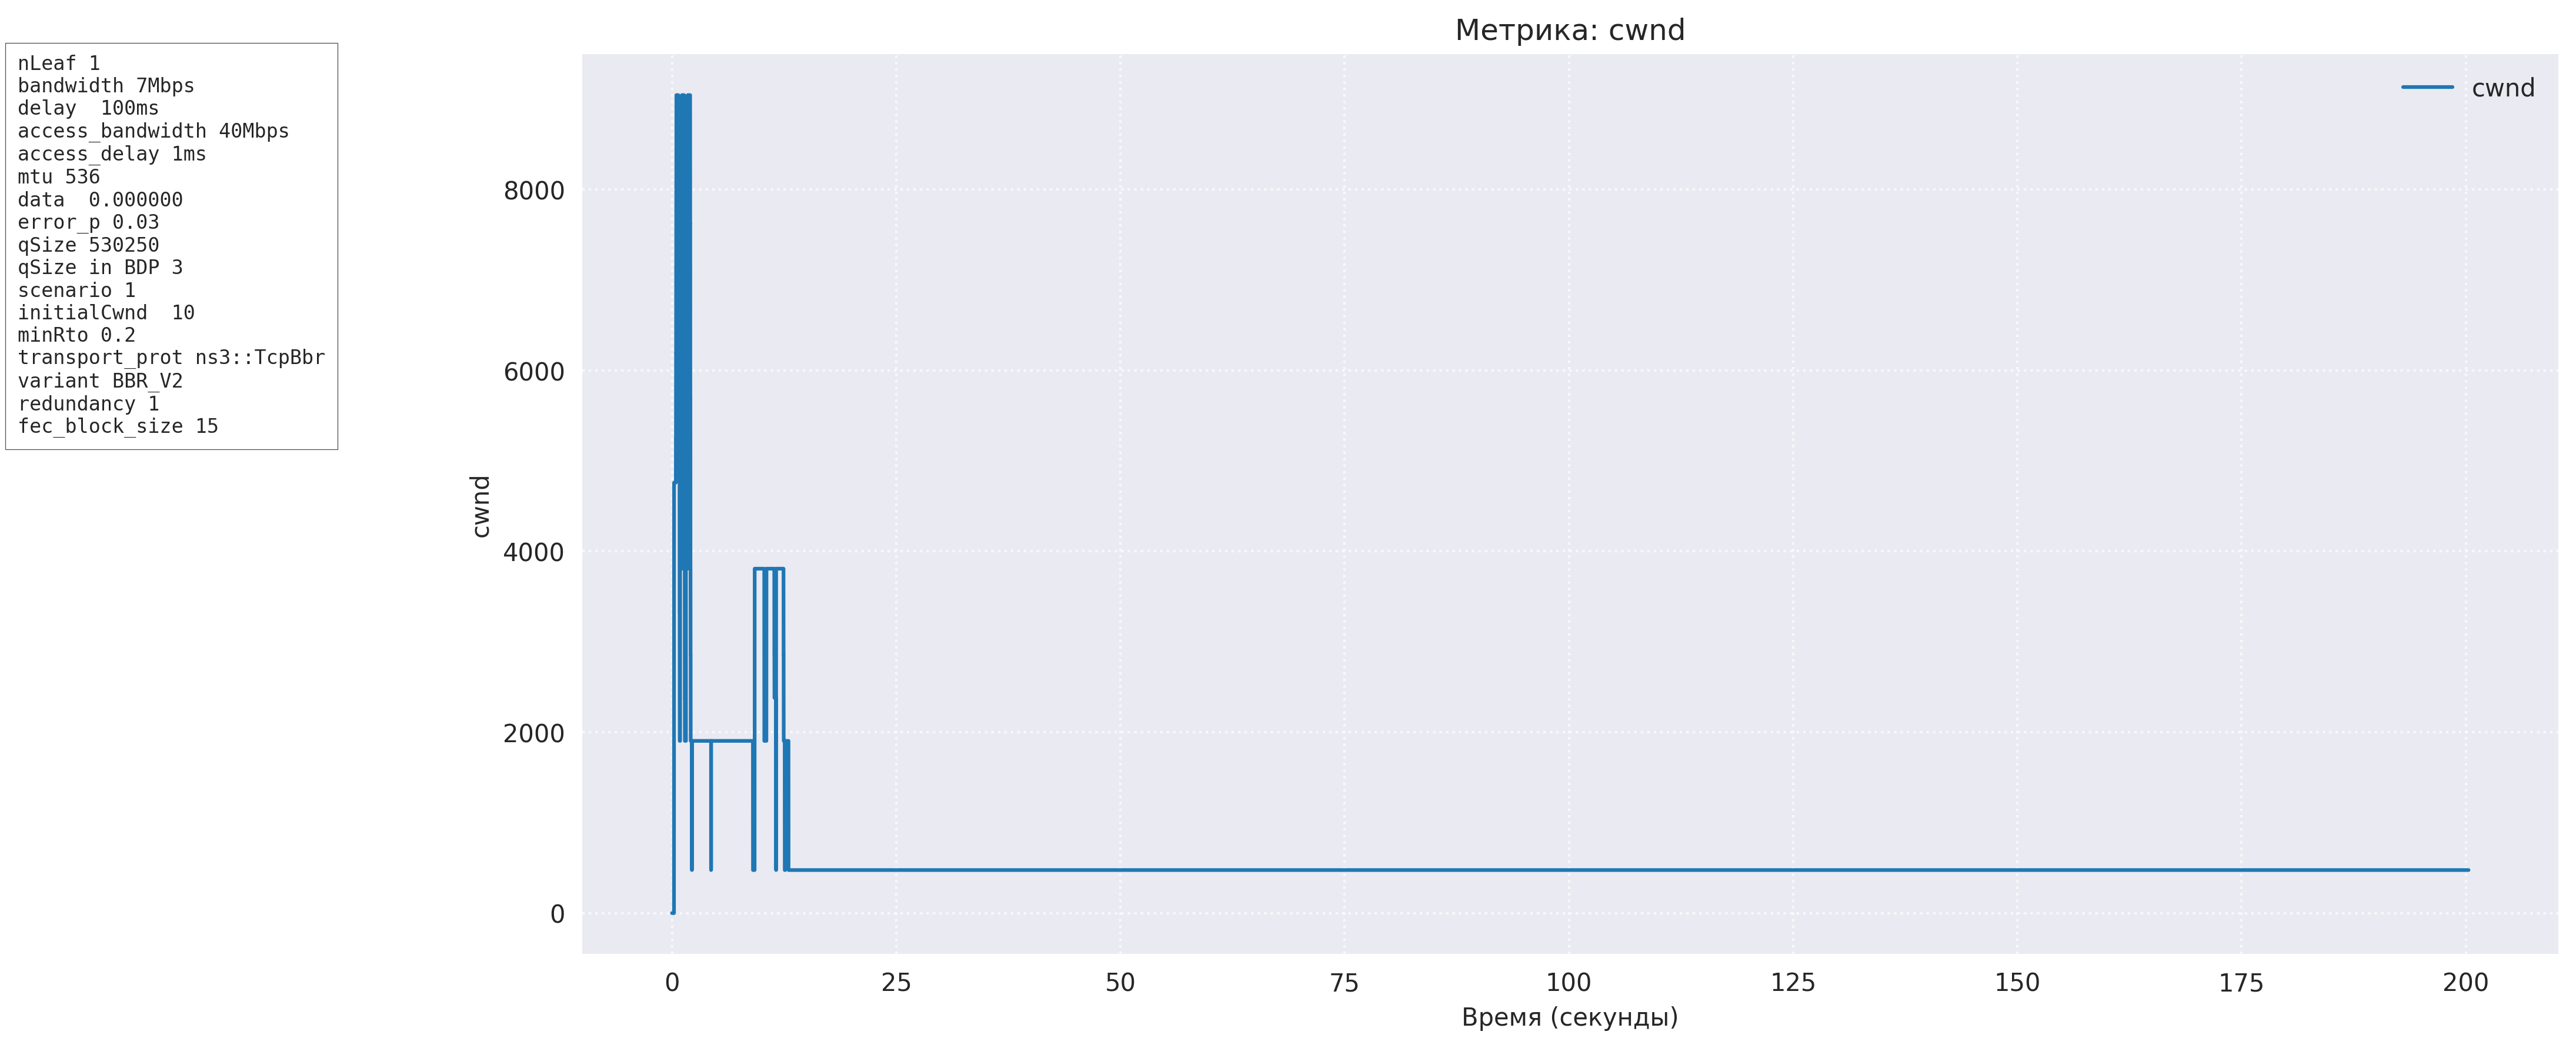 Метрика: cwnd
nLeaf 1
bandwidth 7Mbps
delay  100ms
access_bandwidth 40Mbps
access_delay 1ms
mtu 536
data  0.000000
error_p 0.03
qSize 530250
qSize in BDP 3
scenario 1
initialCwnd  10
minRto 0.2
transport_prot ns3::TcpBbr
variant BBR_V2
redundancy 1
fec_block_size 15
cwnd
8000
6000
4000
2000
0
cwnd
0 25 50 75 100 125 150 175 200
Время (секунды)